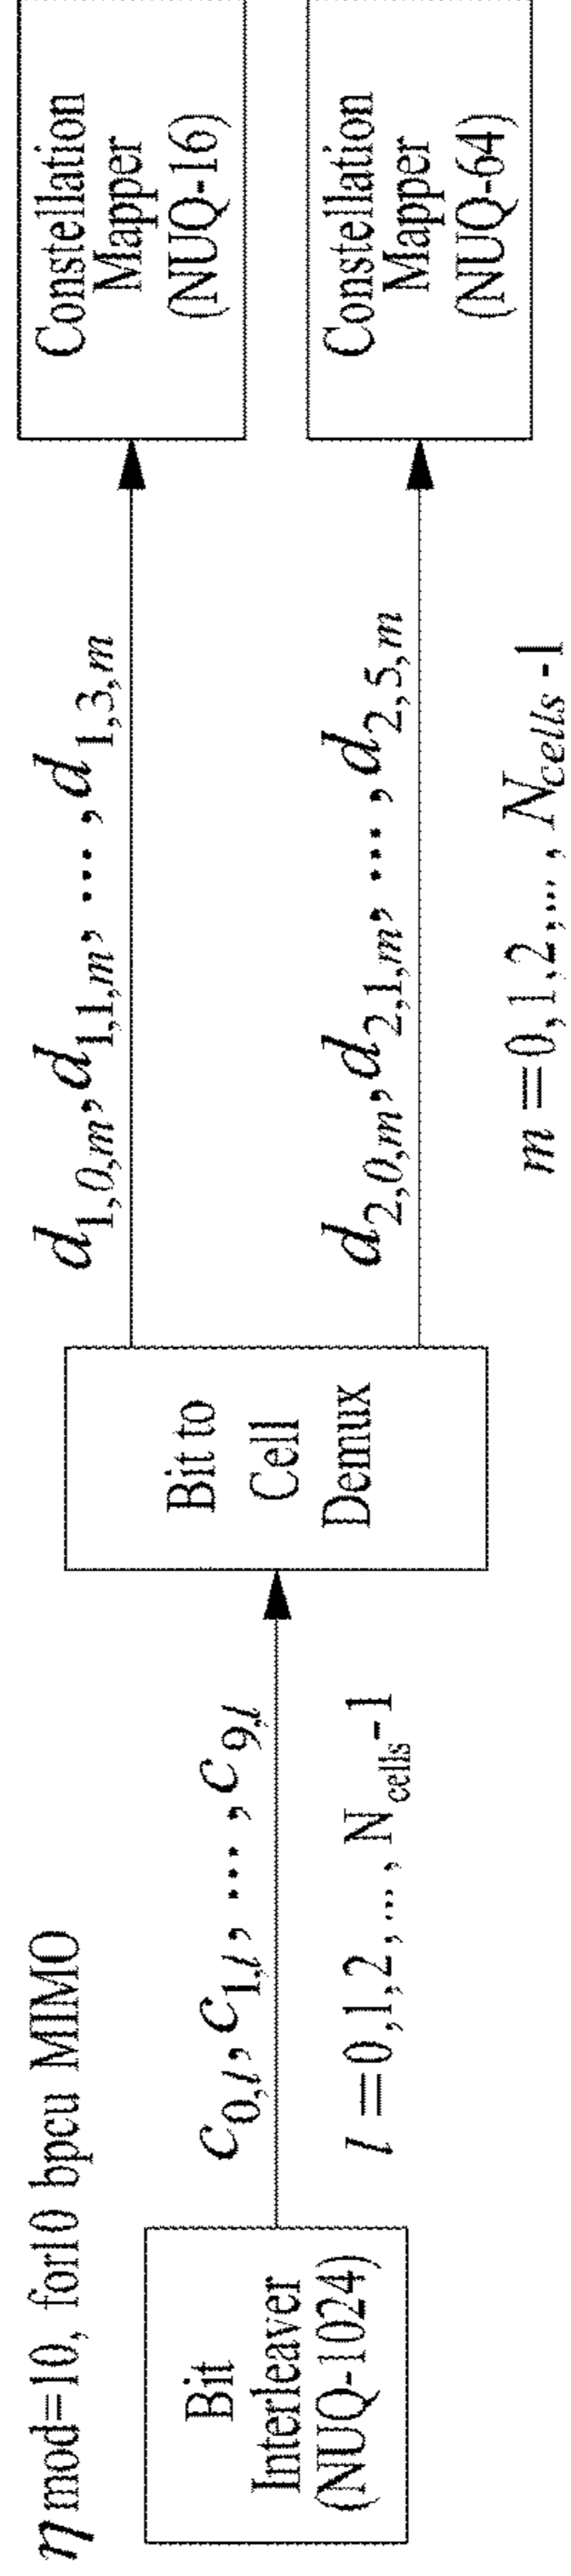 η mod=10, for10 bpcu MIMO
Bit
Interleaver
(NUQ-1024)
c0,l, c1,l, ··· , c9,l
l =0,1,2,... , Ncells-1
Bit to
Cell
Demux
d1,0,m, d1,1,m, ··· , d1,3,m
d2,0,m, d2,1,m, ··· , d2,5,m
m =0,1,2,... , Ncells -1
Constellation
Mapper
(NUQ-16)
Constellation
Mapper
(NUQ-64)